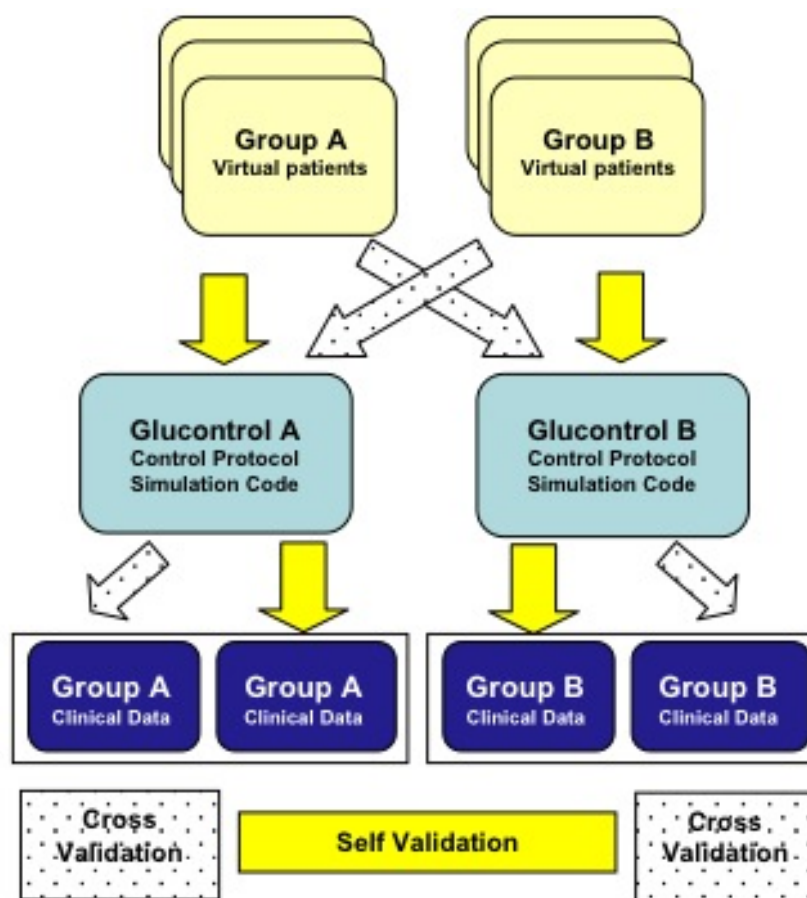 Group A
Virtual patients
Group B
Virtual patients
Glucontrol A
Control Protocol
Simulation Code
Glucontrol B
Control Protocol
Simulation Code
Group A
Clinical Data
Group A
Clinical Data
Group B
Clinical Data
Group B
Clinical Data
Cross
Validation
Self Validation
Cross
Validation